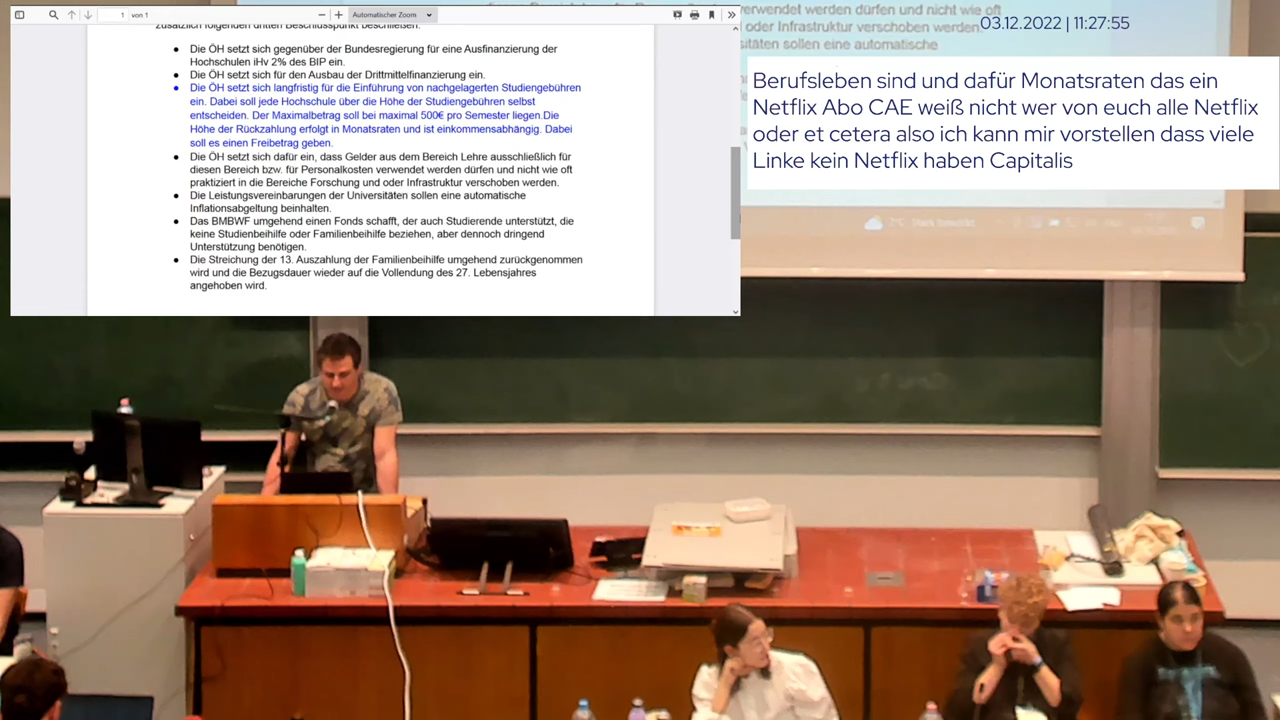 1 von 1
Automatischer Zoom
zusätzlich folgenden dritten Beschlusspunkt beschließen:
● Die ÖH setzt sich gegenüber der Bundesregierung für eine Ausfinanzierung der
Hochschulen iHv 2% des BIP ein.
● Die ÖH setzt sich für den Ausbau der Drittmittelfinanzierung ein.
● Die ÖH setzt sich langfristig für die Einführung von nachgelagerten Studiengebühren
ein. Dabei soll jede Hochschule über die Höhe der Studiengebühren selbst
entscheiden. Der Maximalbetrag soll bei maximal 500€ pro Semester liegen.Die
Höhe der Rückzahlung erfolgt in Monatsraten und ist einkommensabhängig. Dabei
soll es einen Freibetrag geben.
● Die ÖH setzt sich dafür ein, dass Gelder aus dem Bereich Lehre ausschließlich für
diesen Bereich bzw. für Personalkosten verwendet werden dürfen und nicht wie oft
praktiziert in die Bereiche Forschung und oder Infrastruktur verschoben werden.
● Die Leistungsvereinbarungen der Universitäten sollen eine automatische
Inflationsabgeltung beinhalten.
● Das BMBWF umgehend einen Fonds schafft, der auch Studierende unterstützt, die
keine Studienbeihilfe oder Familienbeihilfe beziehen, aber dennoch dringend
Unterstützung benötigen.
● Die Streichung der 13. Auszahlung der Familienbeihilfe umgehend zurückgenommen
wird und die Bezugsdauer wieder auf die Vollendung des 27. Lebensjahres
angehoben wird.
verwendet werden dürfen und nicht wie oft
oder Infrastruktur verschoben werden.
sitäten sollen eine automatische
03.12.2022 | 11:27:55
Berufsleben sind und dafür Monatsraten das ein
Netflix Abo CAE weiß nicht wer von euch alle Netflix
oder et cetera also ich kann mir vorstellen dass viele
Linke kein Netflix haben Capitalis